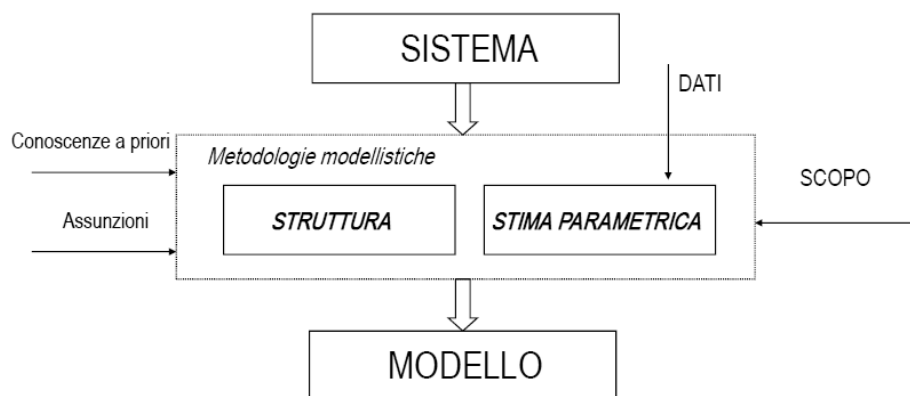 SISTEMA
DATI
Conoscenze a priori
Metodologie modellistiche
SCOPO
Assunzioni
STRUTTURA
STIMA PARAMETRICA
MODELLO